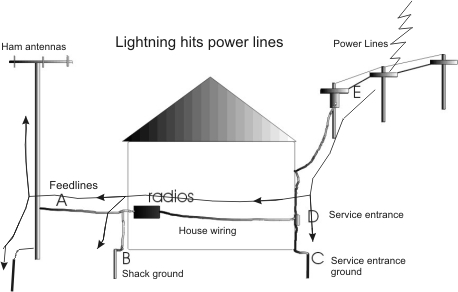 Lightning hits power lines
Ham antennas
Power Lines
E
Feedlines
A
radios
D
Service entrance
House wiring
B
Shack ground
C
Service entrance
ground